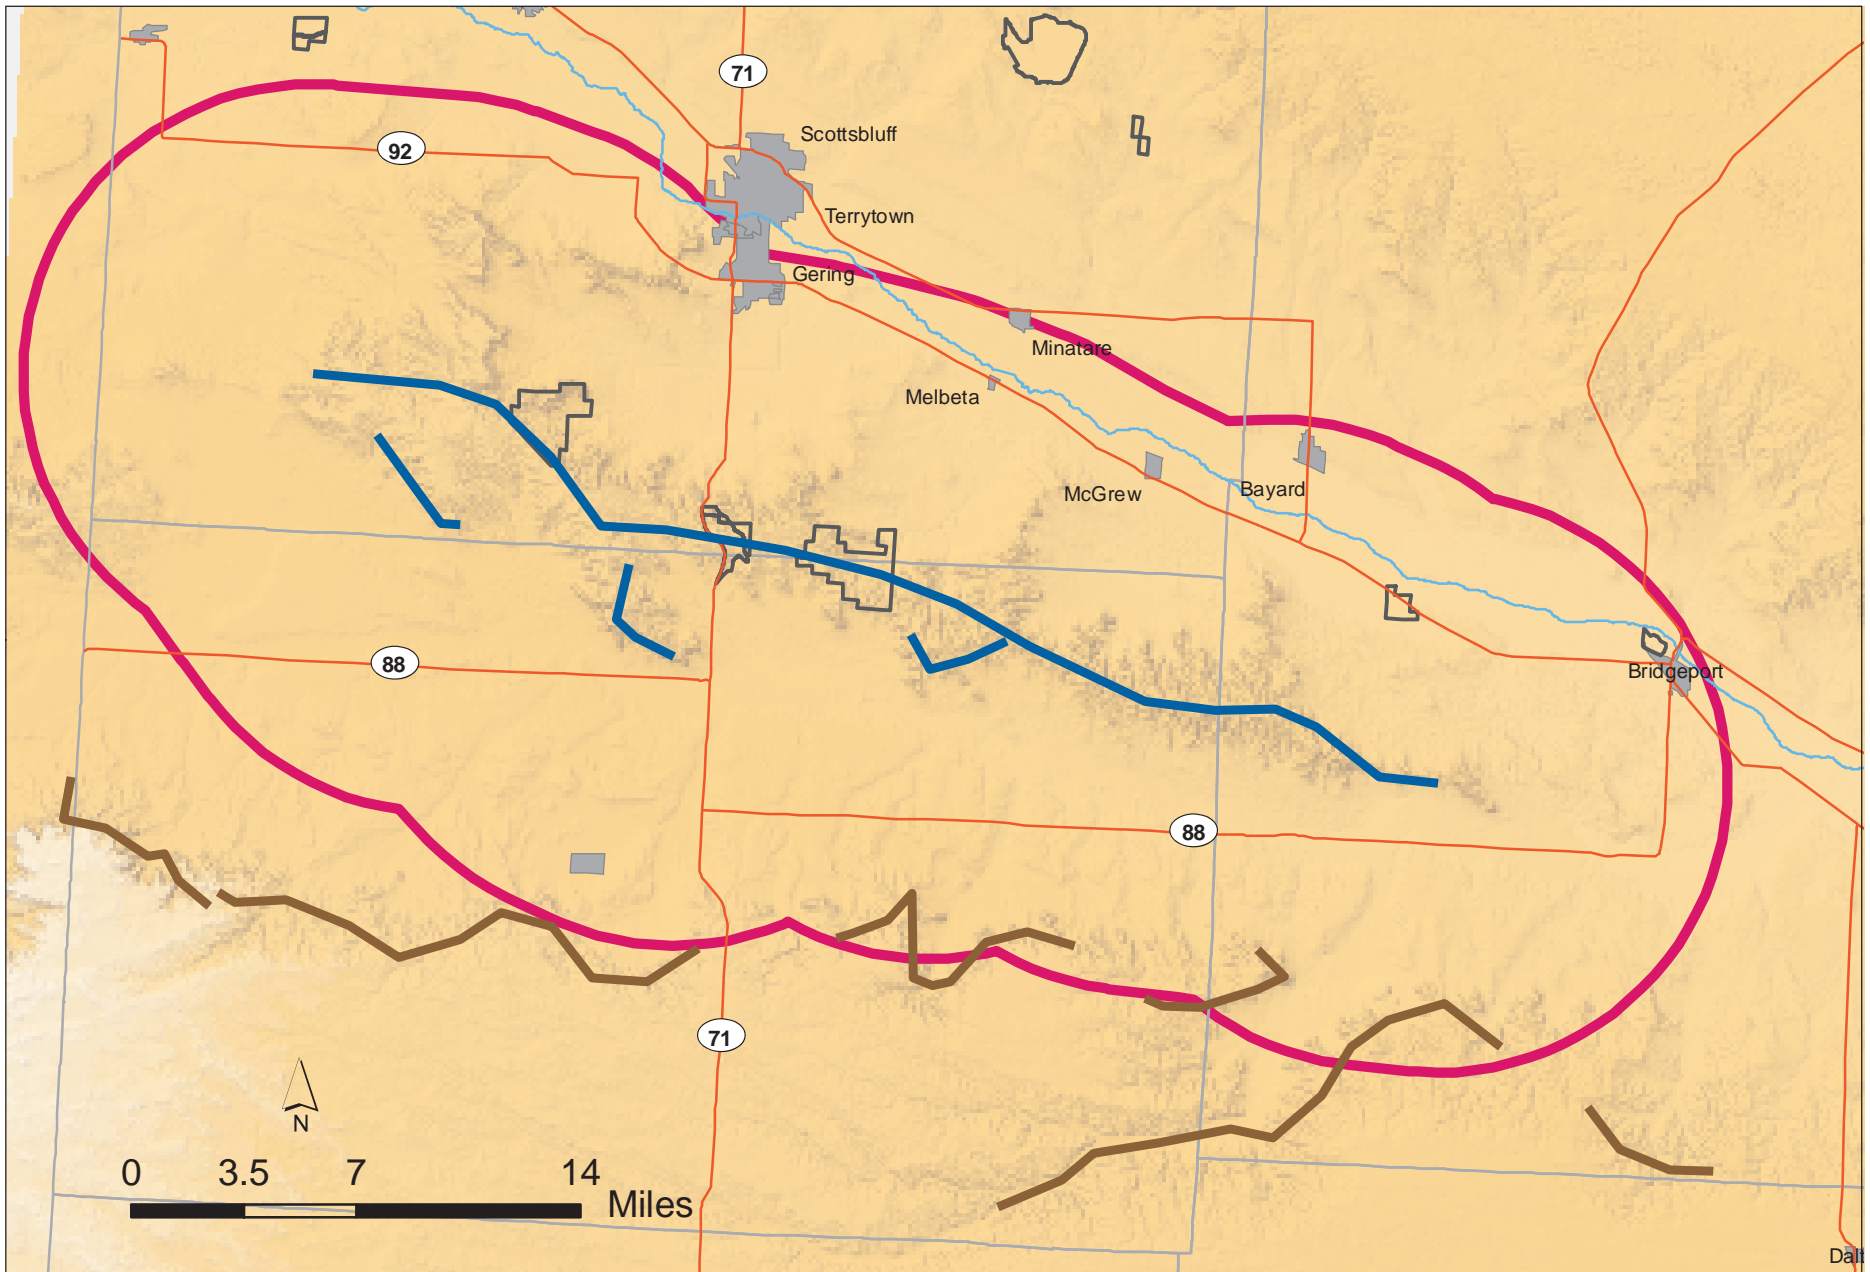 71
Scottsbluff
92
Terrytown
Gering
Minatare
Melbeta
McGrew
Bayard
88
Bridgeport
88
71
N
0 3.5 7 14
Miles
Dalt